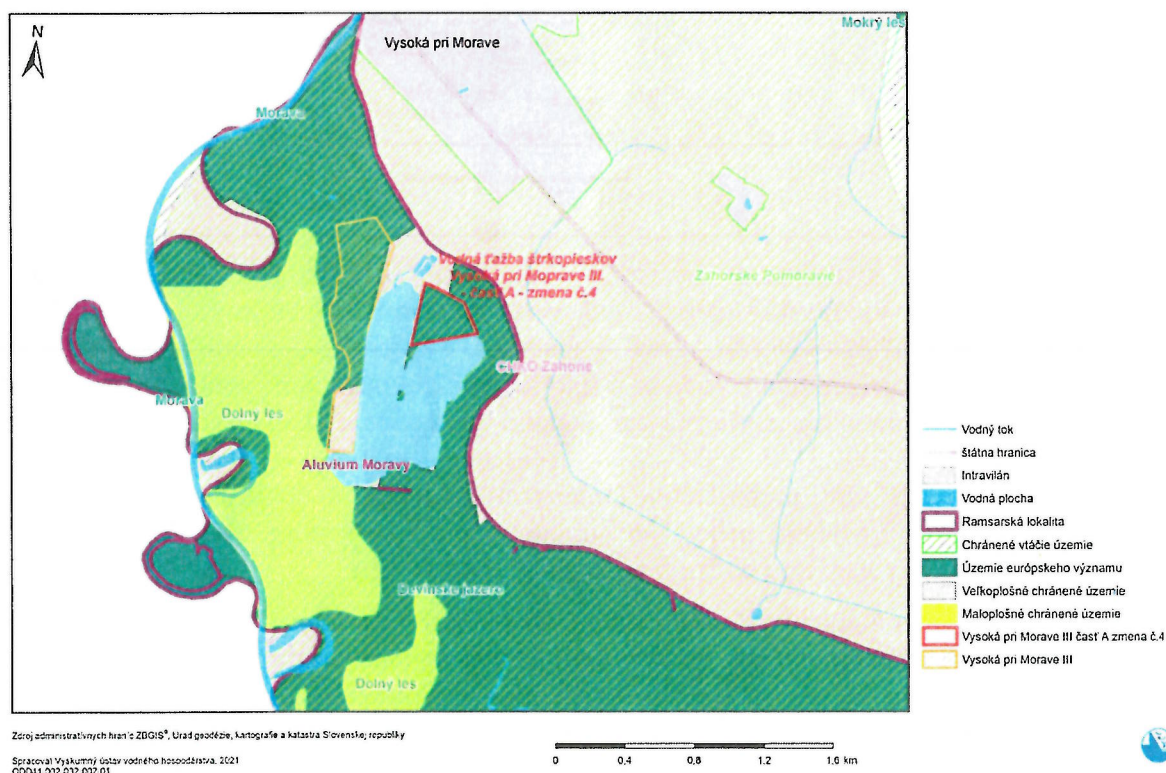 N
Mokrý les
Vysoká pri Morave
Morava
Vodná ťažba štrkopieskov
Vysoká pri Moprave III.
časť A - zmena č.4
Záhorské Pomoravie
CHKO Záhorie
Morava
Dolný les
Alúvium Moravy
Devínske jazero
Dolný les
Vodný tok
štátna hranica
Intravilán
Vodná plocha
Ramsarská lokalita
Chránené vtáčie územie
Územie európskeho významu
Veľkoplošné chránené územie
Maloplošné chránené územie
Vysoká pri Morave III časť A zmena č.4
Vysoká pri Morave III
Zdroj administratívnych hraníc ZBGIS®, Úrad geodézie, kartografie a katastra Slovenskej republiky
Spracoval Výskumný ústav vodného hospodárstva, 2021
0 0,4 0,8 1,2 1,6 km